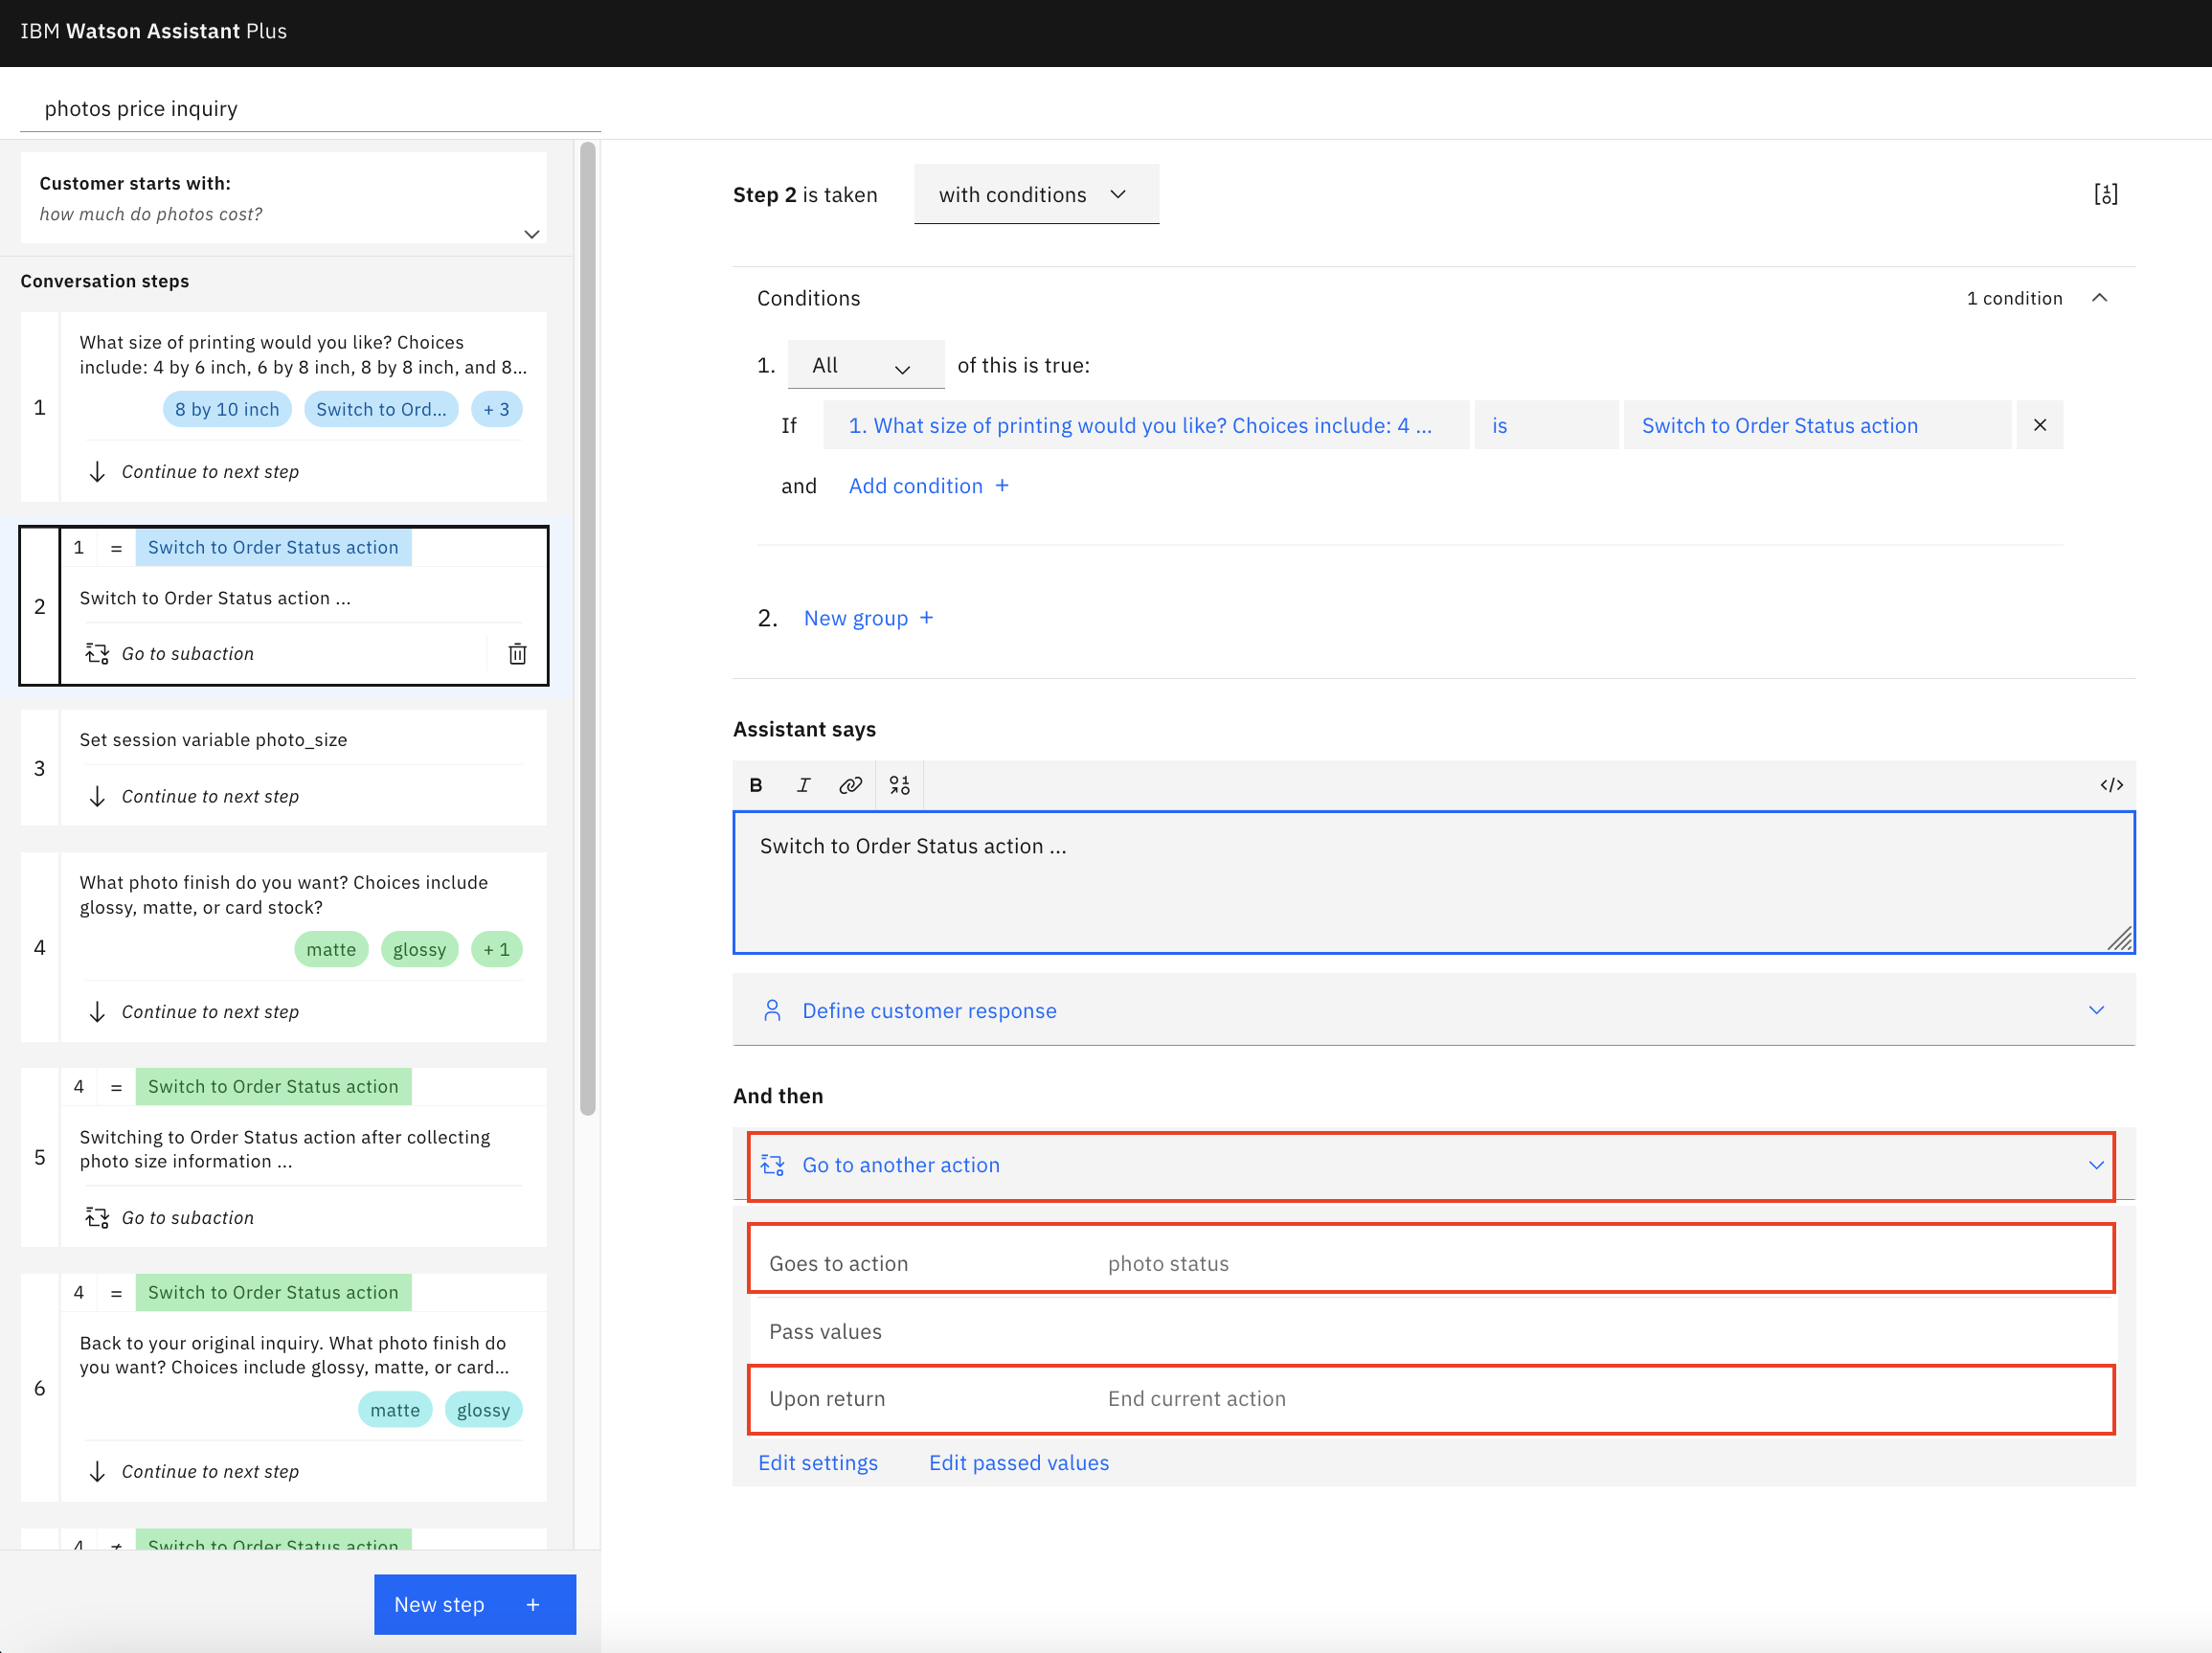 IBM Watson Assistant Plus
photos price inquiry
Customer starts with:
how much do photos cost?
Conversation steps
1
What size of printing would you like? Choices
include: 4 by 6 inch, 6 by 8 inch, 8 by 8 inch, and 8...
8 by 10 inch
Switch to Ord...
+ 3
Continue to next step
2
1 = Switch to Order Status action
Switch to Order Status action ...
Go to subaction
3
Set session variable photo_size
Continue to next step
4
What photo finish do you want? Choices include
glossy, matte, or card stock?
matte
glossy
+ 1
Continue to next step
5
4 = Switch to Order Status action
Switching to Order Status action after collecting
photo size information ...
Go to subaction
6
4 = Switch to Order Status action
Back to your original inquiry. What photo finish do
you want? Choices include glossy, matte, or card...
matte
glossy
Continue to next step
4 ≠ Switch to Order Status action
New step +
Step 2 is taken
with conditions
Conditions
1 condition
1. All of this is true:
If 1. What size of printing would you like? Choices include: 4 ... is Switch to Order Status action
and Add condition +
2. New group +
Assistant says
B I </>
Switch to Order Status action ...
Define customer response
And then
Go to another action
Goes to action photo status
Pass values
Upon return End current action
Edit settings
Edit passed values